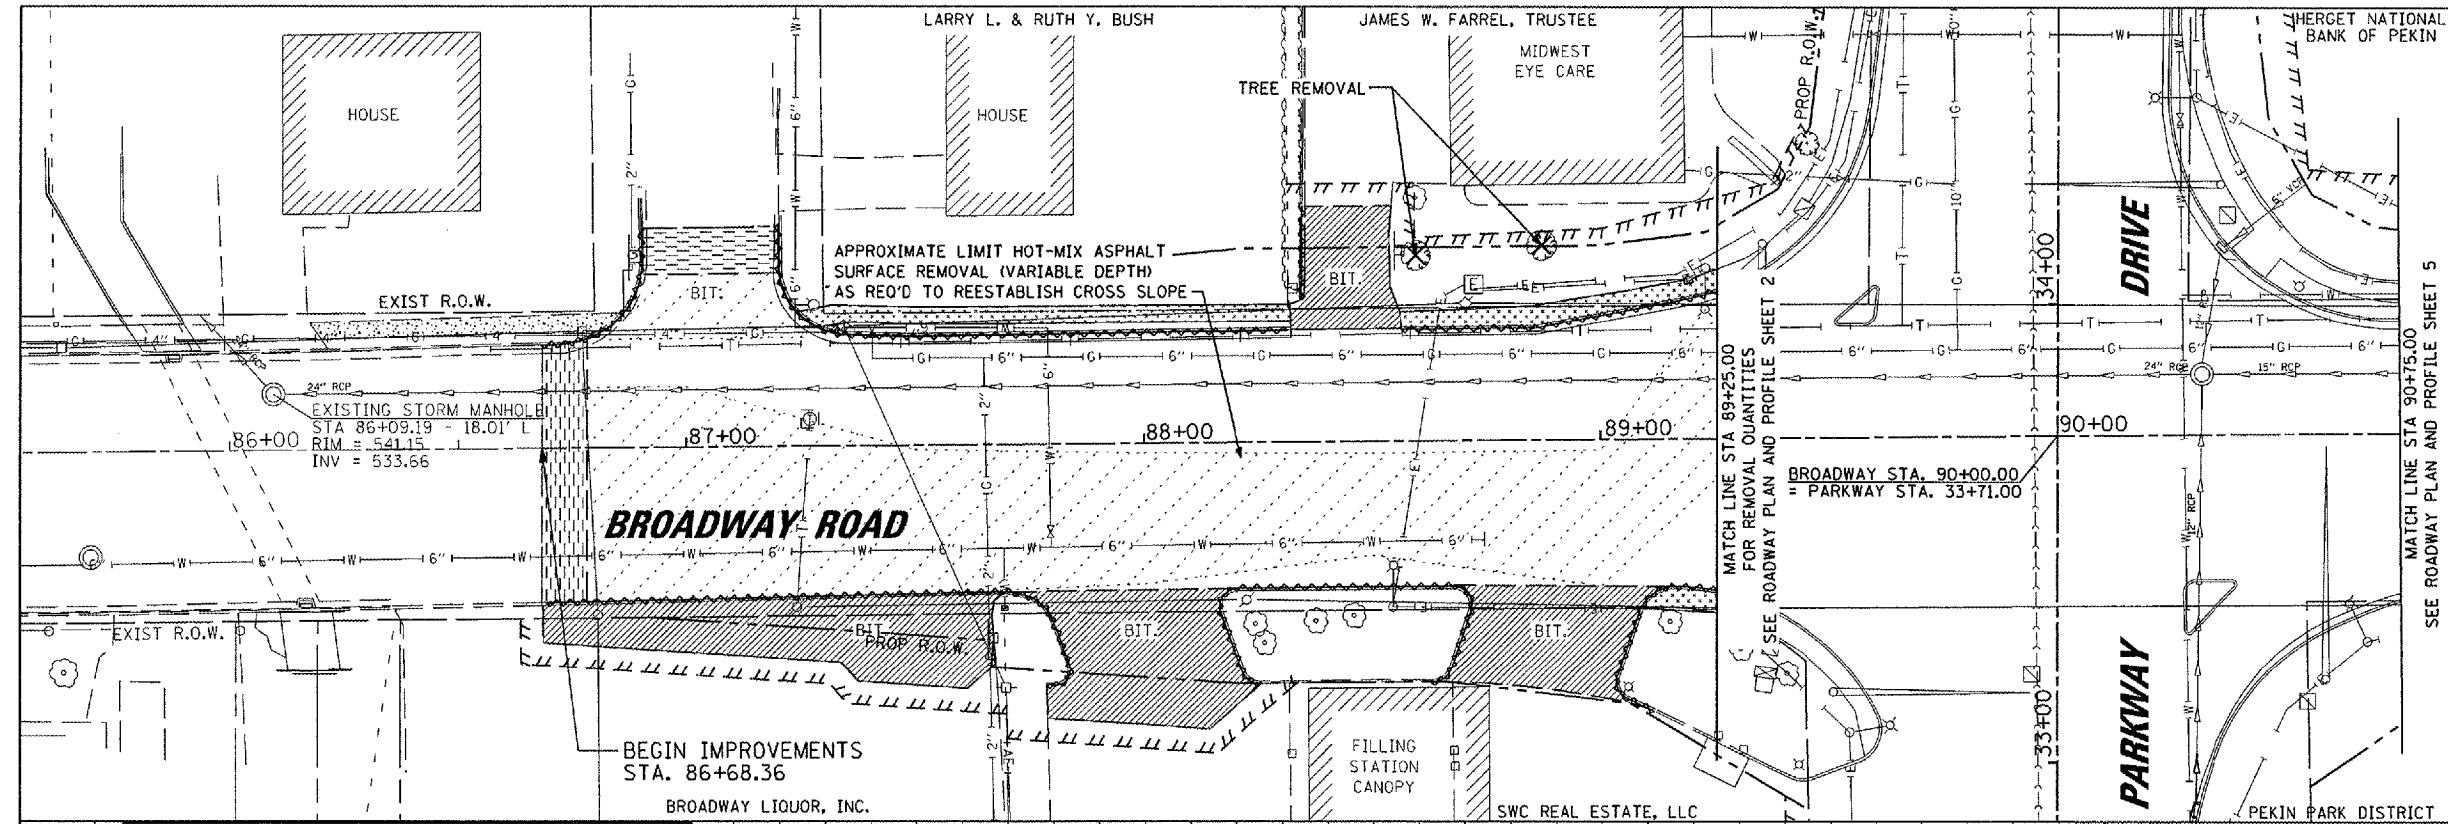 LARRY L. & RUTH Y. BUSH
JAMES W. FARREL, TRUSTEE
HERGET NATIONAL
BANK OF PEKIN
MIDWEST
EYE CARE
HOUSE
HOUSE
TREE REMOVAL
PROP R.O.W.
APPROXIMATE LIMIT HOT-MIX ASPHALT
SURFACE REMOVAL (VARIABLE DEPTH)
AS REQ'D TO REESTABLISH CROSS SLOPE
BIT.
BIT.
EXIST R.O.W.
34+00
DRIVE
24" RCP
24" RCP
15" RCP
EXISTING STORM MANHOLE
STA 86+09.19 - 18.01' L
RIM = 541.15
INV = 533.66
86+00
87+00
88+00
89+00
90+00
MATCH LINE STA 89+25.00
FOR REMOVAL QUANTITIES
SEE ROADWAY PLAN AND PROFILE SHEET 2
BROADWAY STA. 90+00.00
= PARKWAY STA. 33+71.00
MATCH LINE STA 90+75.00
SEE ROADWAY PLAN AND PROFILE SHEET 5
BROADWAY ROAD
12" RCP
EXIST R.O.W.
BIT.
PROP R.O.W.
BIT.
BIT.
33+00
PARKWAY
BEGIN IMPROVEMENTS
STA. 86+68.36
FILLING
STATION
CANOPY
BROADWAY LIQUOR, INC.
SWC REAL ESTATE, LLC
PEKIN PARK DISTRICT